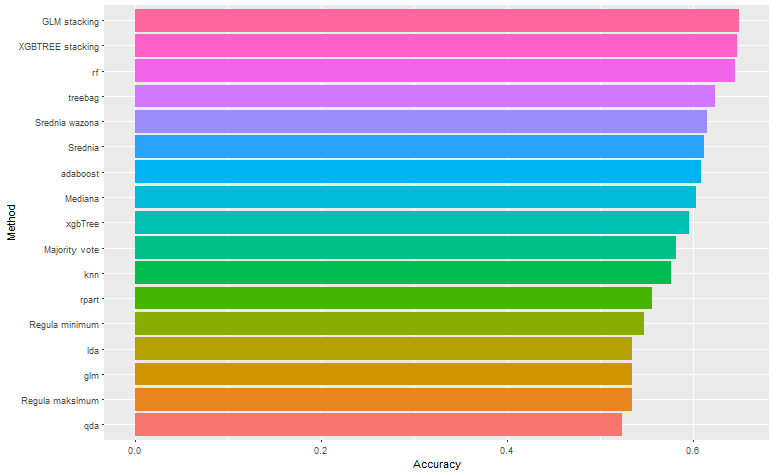 GLM stacking
XGBTREE stacking
rf
treebag
Srednia wazona
Srednia
adaboost
Mediana
xgbTree
Majority vote
knn
rpart
Regula minimum
lda
glm
Regula maksimum
qda
Method
0.0 0.2 0.4 0.6
Accuracy